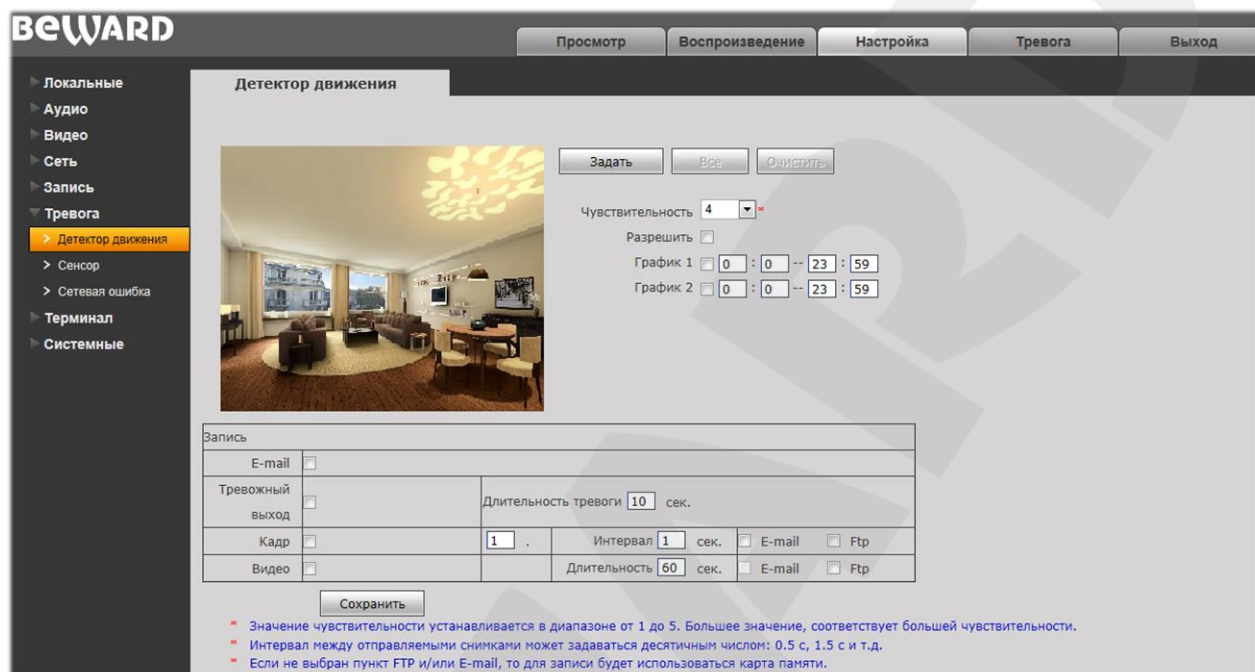 BEWARD
Просмотр Воспроизведение Настройка Тревога Выход
Локальные
Аудио
Видео
Сеть
Запись
Тревога
Детектор движения
Сенсор
Сетевая ошибка
Терминал
Системные
Детектор движения
Задать Все Очистить
Чувствительность 4 *
Разрешить
График 1 0 : 0 -- 23 : 59
График 2 0 : 0 -- 23 : 59
Запись
E-mail
Тревожный выход Длительность тревоги 10 сек.
Кадр 1 . Интервал 1 сек. E-mail Ftp
Видео Длительность 60 сек. E-mail Ftp
Сохранить
* Значение чувствительности устанавливается в диапазоне от 1 до 5. Большее значение, соответствует большей чувствительности.
* Интервал между отправляемыми снимками может задаваться десятичным числом: 0.5 с, 1.5 с и т.д.
* Если не выбран пункт FTP и/или E-mail, то для записи будет использоваться карта памяти.